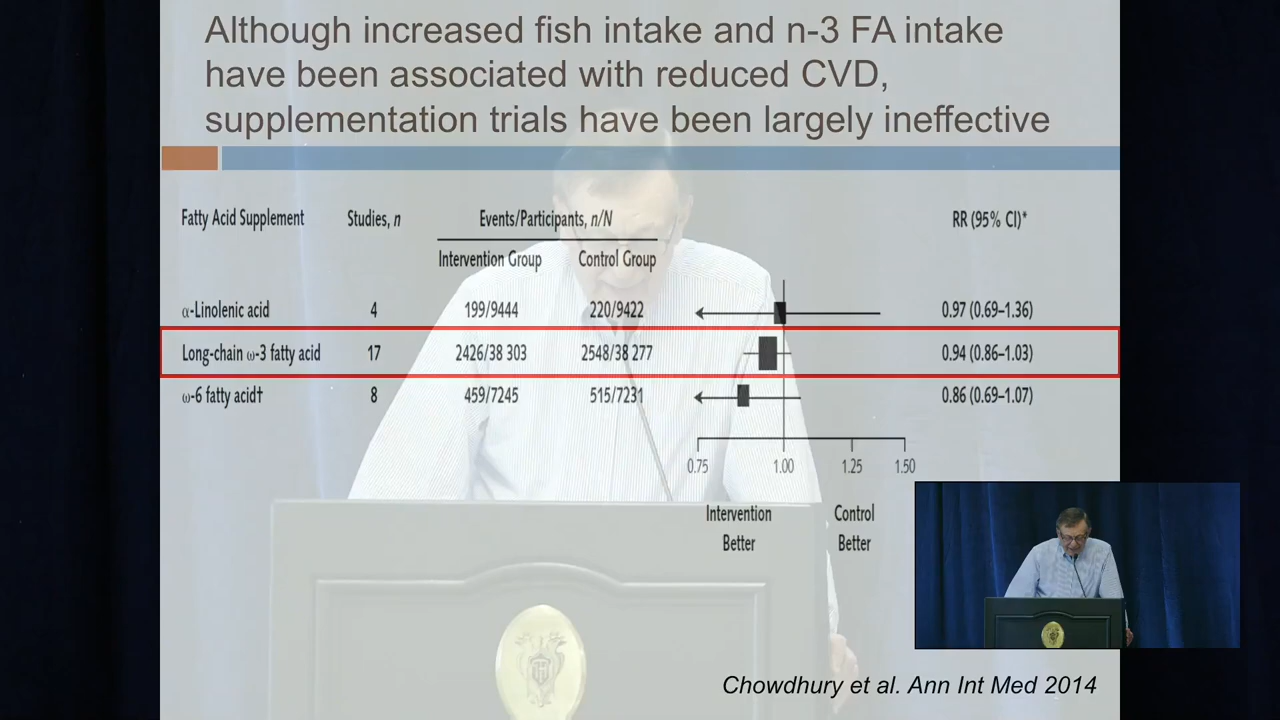 Although increased fish intake and n-3 FA intake
have been associated with reduced CVD,
supplementation trials have been largely ineffective
Fatty Acid Supplement Studies, n Events/Participants, n/N RR (95% CI)*
Intervention Group Control Group
α-Linolenic acid 4 199/9444 220/9422 0.97 (0.69–1.36)
Long-chain ω-3 fatty acid 17 2426/38 303 2548/38 277 0.94 (0.86–1.03)
ω-6 fatty acid† 8 459/7245 515/7231 0.86 (0.69–1.07)
0.75 1.00 1.25 1.50
Intervention Better
Control Better
Chowdhury et al. Ann Int Med 2014